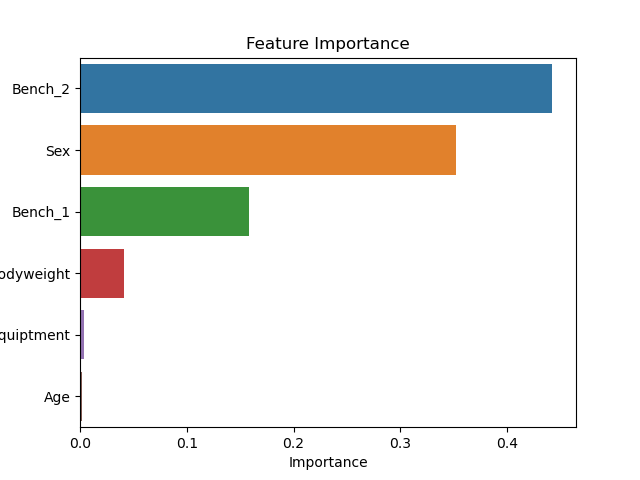 Feature Importance
Bench_2
Sex
Bench_1
odyweight
quiptment
Age
0.0 0.1 0.2 0.3 0.4
Importance